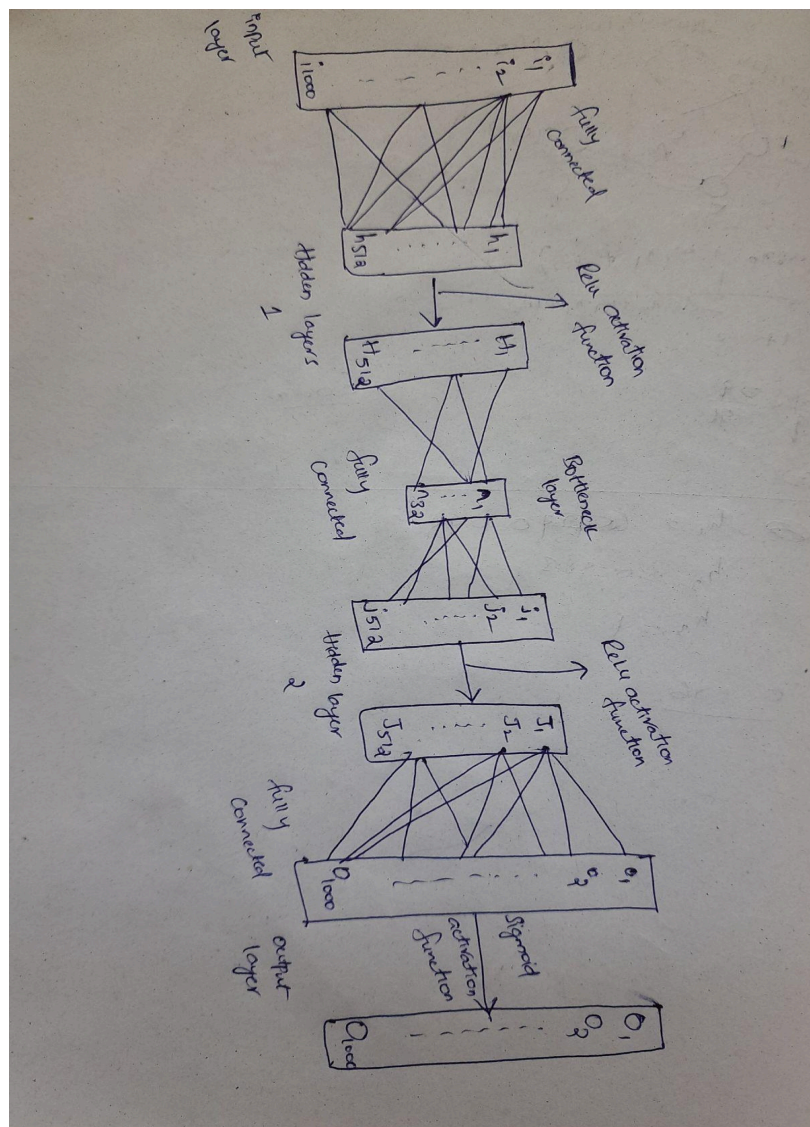 input
layer
i1 i2 - - - - - . . i1000
fully
connected
h1 . . . . . h512
Hidden layers
1
Relu activation
function
H1 . . . . . . H512
Bottleneck
layer
n1 . . . . n32
fully
connected
j1 j2 . . . . . j512
Hidden layer
2
Relu activation
function
J1 J2 . . . . . J512
fully
connected
o1 o2 . . . - - - o1000
output
layer
Sigmoid
activation
function
O1 O2 . . . . - - - O1000